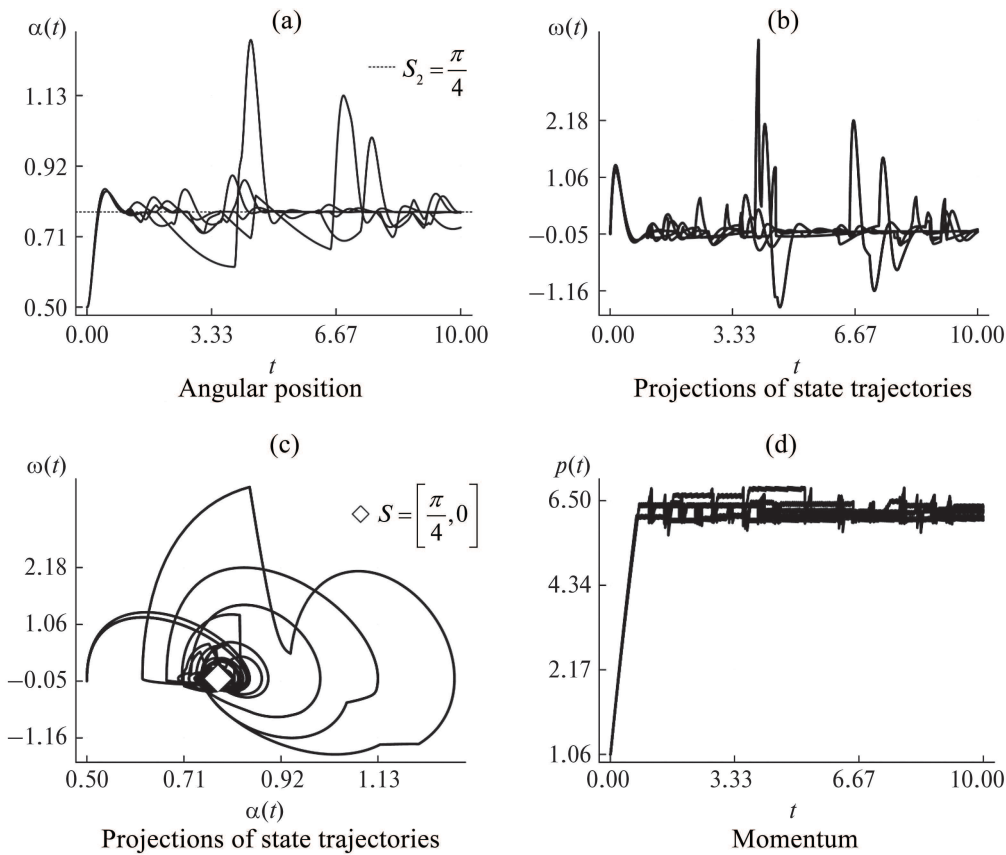 (a)
α(t)
S₂ = π/4
1.13
0.92
0.71
0.50
0.00 3.33 6.67 10.00
t
Angular position
(b)
ω(t)
2.18
1.06
−0.05
−1.16
0.00 3.33 6.67 10.00
t
Projections of state trajectories
(c)
ω(t)
S = [π/4, 0]
2.18
1.06
−0.05
−1.16
0.50 0.71 0.92 1.13
α(t)
Projections of state trajectories
(d)
p(t)
6.50
4.34
2.17
1.06
0.00 3.33 6.67 10.00
t
Momentum